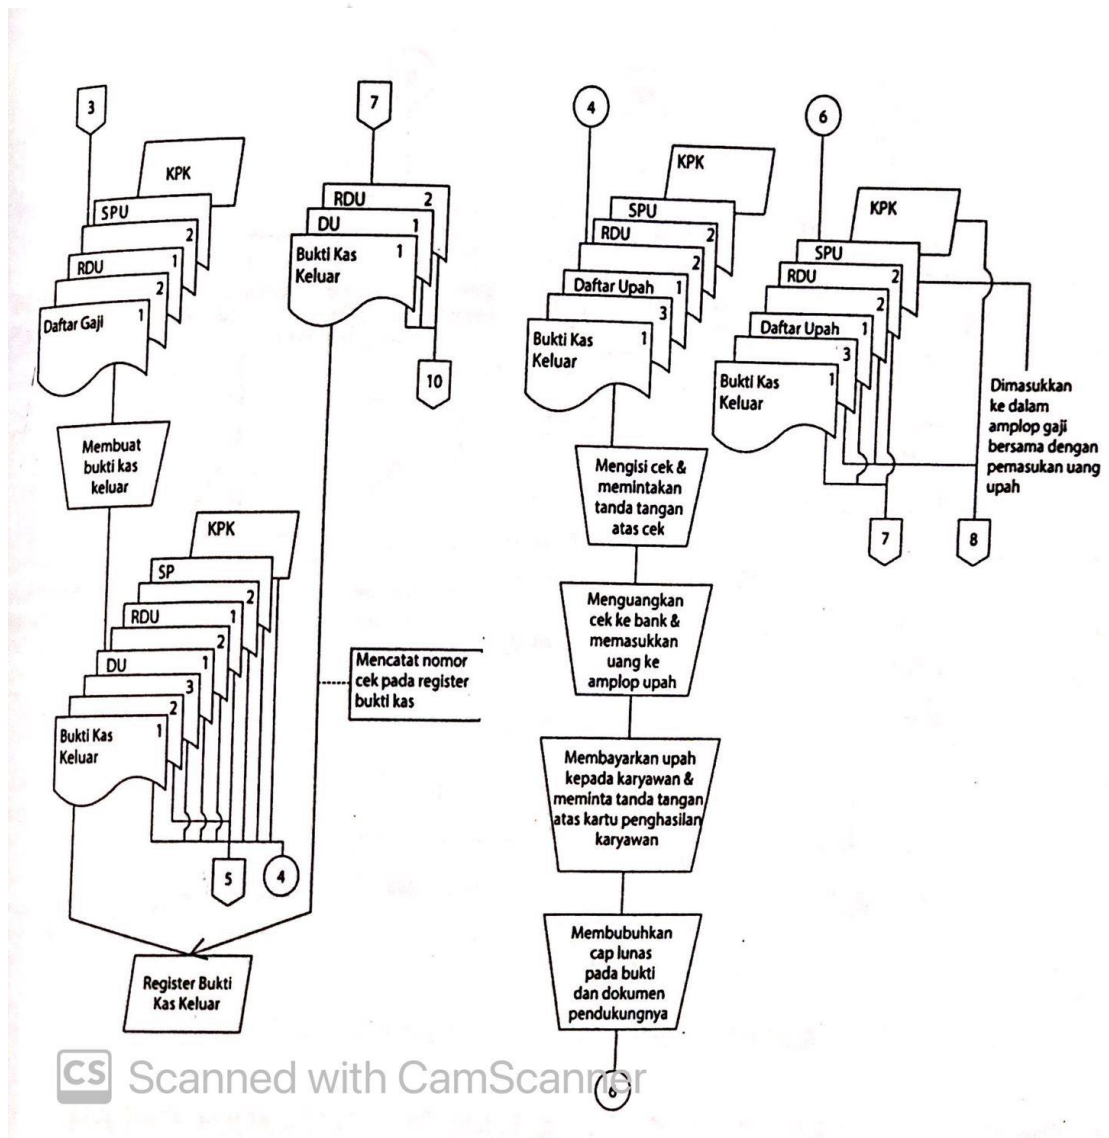 3
KPK
SPU
2
RDU
1
2
Daftar Gaji
1
Membuat
bukti kas
keluar
KPK
SP
2
RDU
1
2
DU
1
3
2
Bukti Kas
Keluar
1
5
4
Register Bukti
Kas Keluar
7
RDU
2
DU
1
Bukti Kas
Keluar
1
10
Mencatat nomor
cek pada register
bukti kas
4
KPK
SPU
RDU
2
2
Daftar Upah
1
3
Bukti Kas
Keluar
1
Mengisi cek &
memintakan
tanda tangan
atas cek
Menguangkan
cek ke bank &
memasukkan
uang ke
amplop upah
Membayarkan upah
kepada karyawan &
meminta tanda tangan
atas kartu penghasilan
karyawan
Membubuhkan
cap lunas
pada bukti
dan dokumen
pendukungnya
6
6
KPK
SPU
RDU
2
2
Daftar Upah
1
3
Bukti Kas
Keluar
1
Dimasukkan
ke dalam
amplop gaji
bersama dengan
pemasukan uang
upah
7
8
CS Scanned with CamScanner